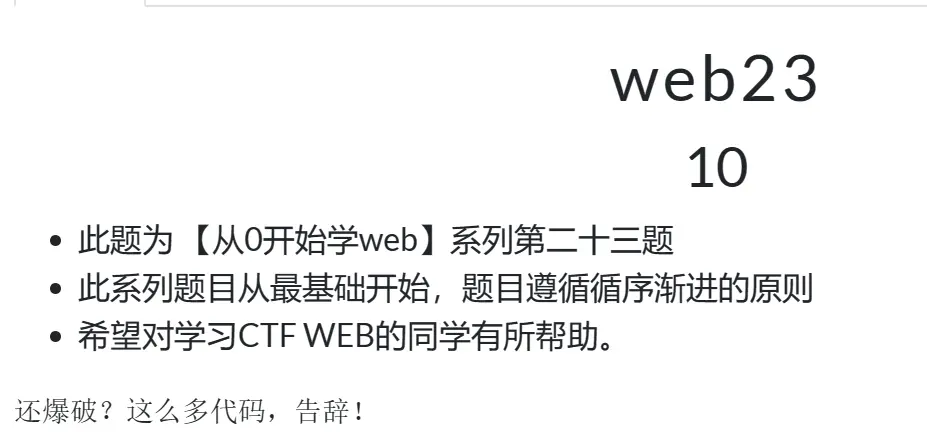 web23
10
此题为 【从0开始学web】系列第二十三题
此系列题目从最基础开始，题目遵循循序渐进的原则
希望对学习CTF WEB的同学有所帮助。
还爆破？这么多代码，告辞！